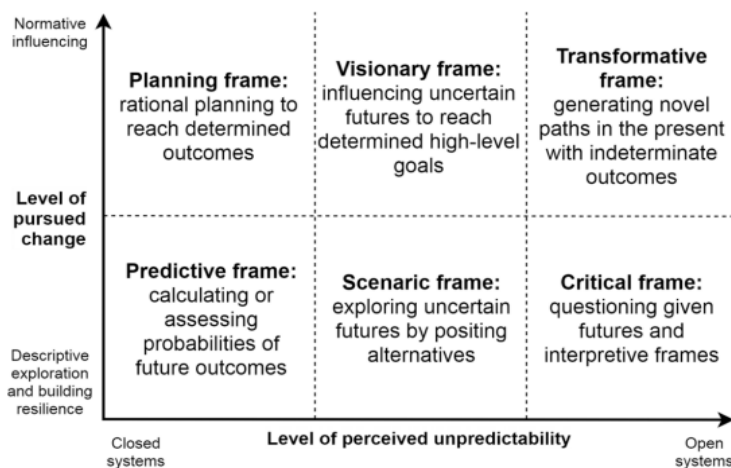 Normative
influencing
Planning frame:
rational planning to
reach determined
outcomes
Visionary frame:
influencing uncertain
futures to reach
determined high-level
goals
Transformative
frame:
generating novel
paths in the present
with indeterminate
outcomes
Level of
pursued
change
Predictive frame:
calculating or
assessing
probabilities of
future outcomes
Scenaric frame:
exploring uncertain
futures by positing
alternatives
Critical frame:
questioning given
futures and
interpretive frames
Descriptive
exploration
and building
resilience
Closed
systems
Level of perceived unpredictability
Open
systems